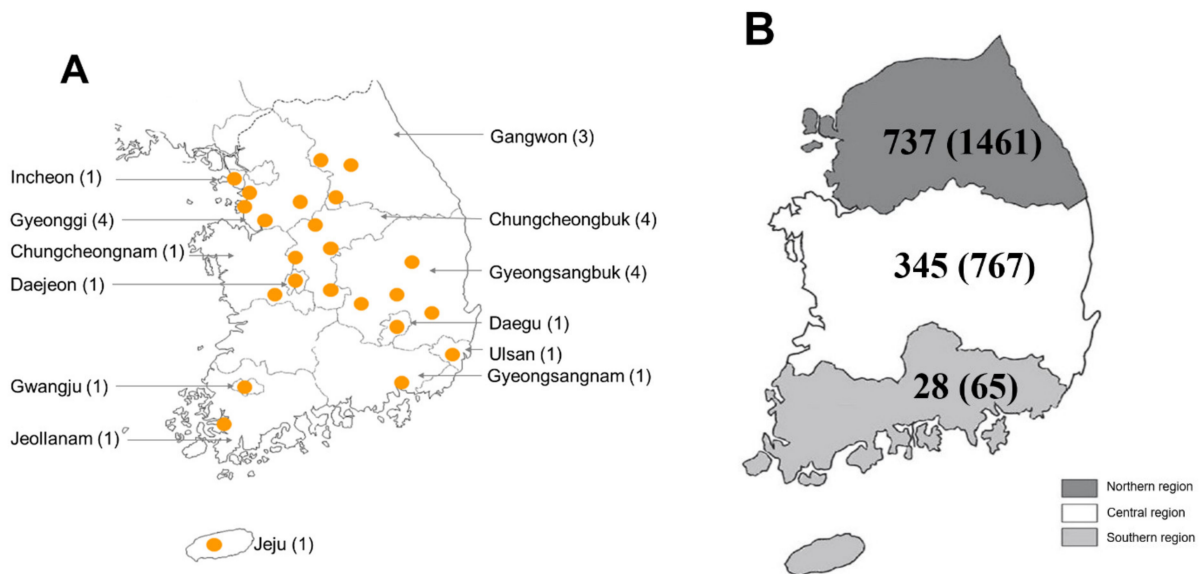 A
Gangwon (3)
Incheon (1)
Gyeonggi (4)
Chungcheongbuk (4)
Chungcheongnam (1)
Gyeongsangbuk (4)
Daejeon (1)
Daegu (1)
Ulsan (1)
Gwangju (1)
Gyeongsangnam (1)
Jeollanam (1)
Jeju (1)
B
737 (1461)
345 (767)
28 (65)
Northern region
Central region
Southern region